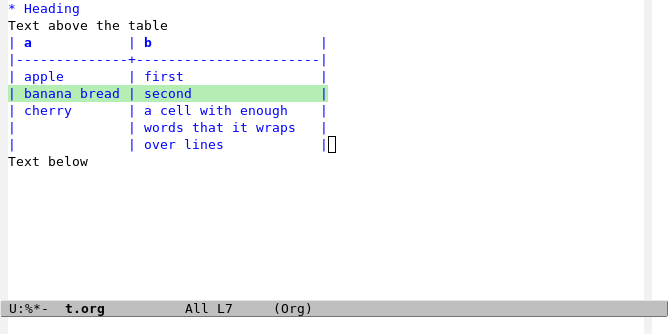 * Heading
Text above the table
| a            | b                     |
|--------------+-----------------------|
| apple        | first                 |
| banana bread | second                |
| cherry       | a cell with enough    |
|              | words that it wraps   |
|              | over lines            |
Text below
U:%*-  t.org          All L7     (Org)